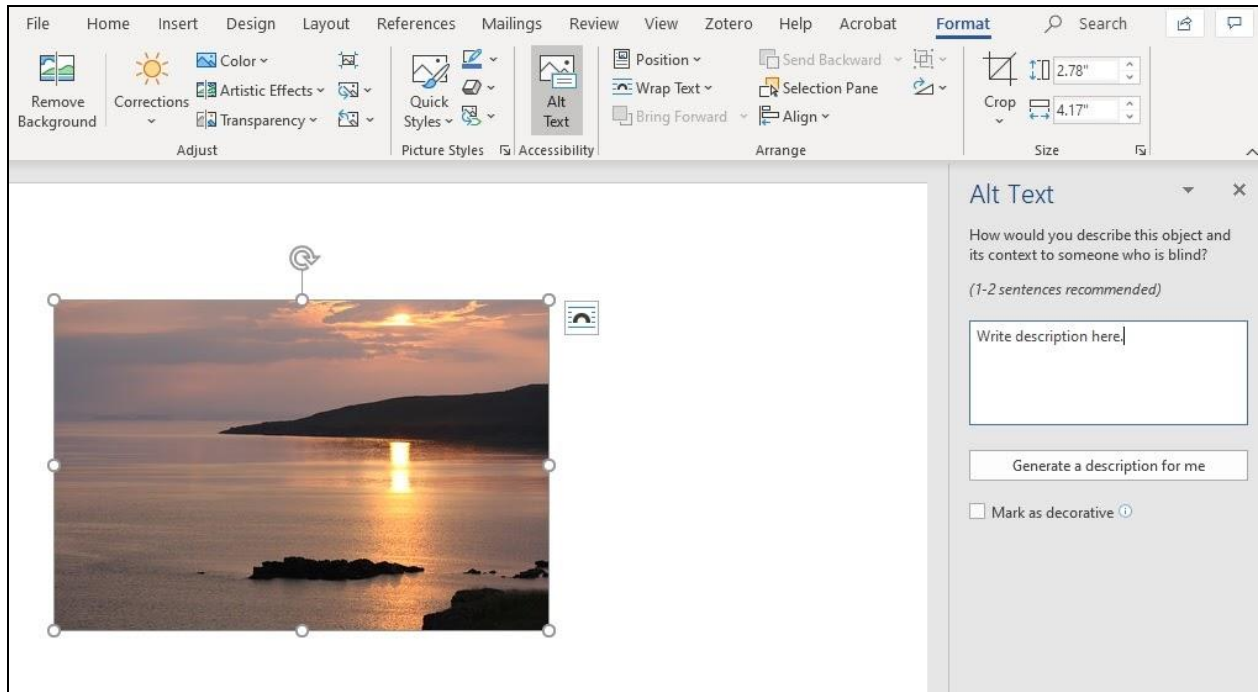 File Home Insert Design Layout References Mailings Review View Zotero Help Acrobat Format Search
Remove
Background
Corrections
Color
Artistic Effects
Transparency
Adjust
Quick
Styles
Picture Styles
Alt
Text
Accessibility
Position
Wrap Text
Bring Forward
Send Backward
Selection Pane
Align
Arrange
Crop
2.78"
4.17"
Size
Alt Text
How would you describe this object and
its context to someone who is blind?
(1-2 sentences recommended)
Write description here.
Generate a description for me
Mark as decorative